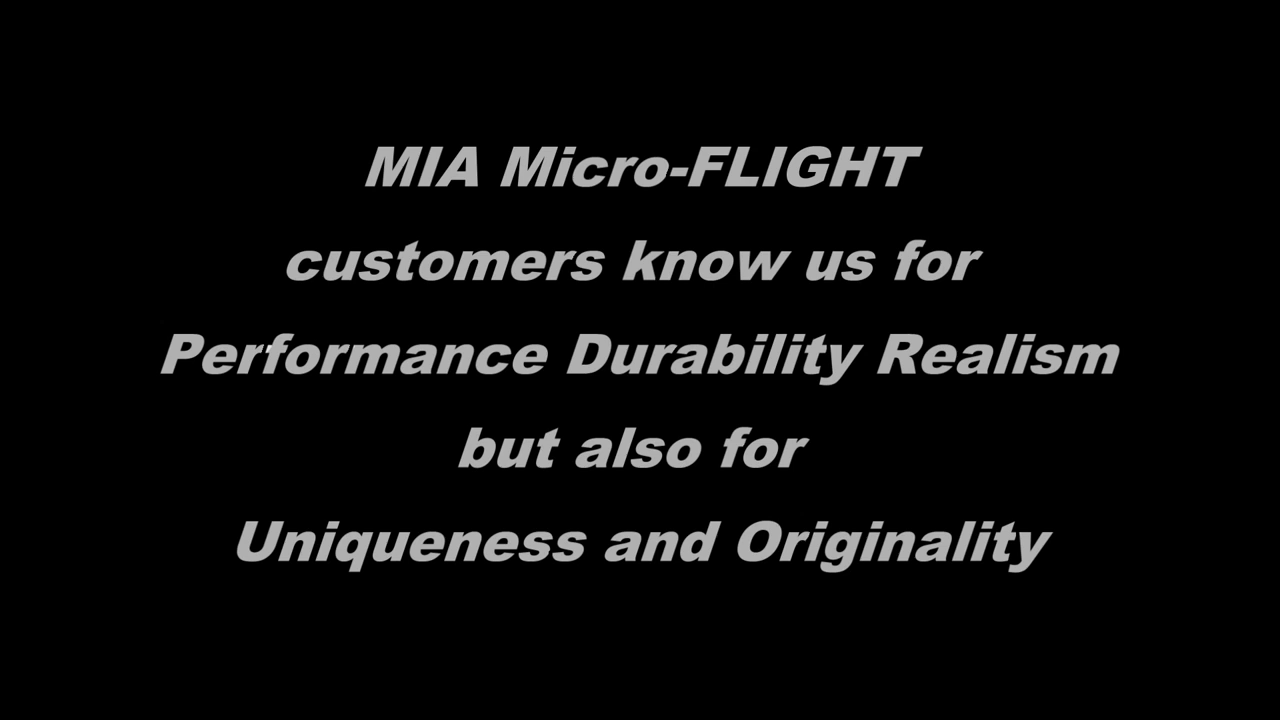 MIA Micro-FLIGHT
customers know us for
Performance Durability Realism
but also for
Uniqueness and Originality